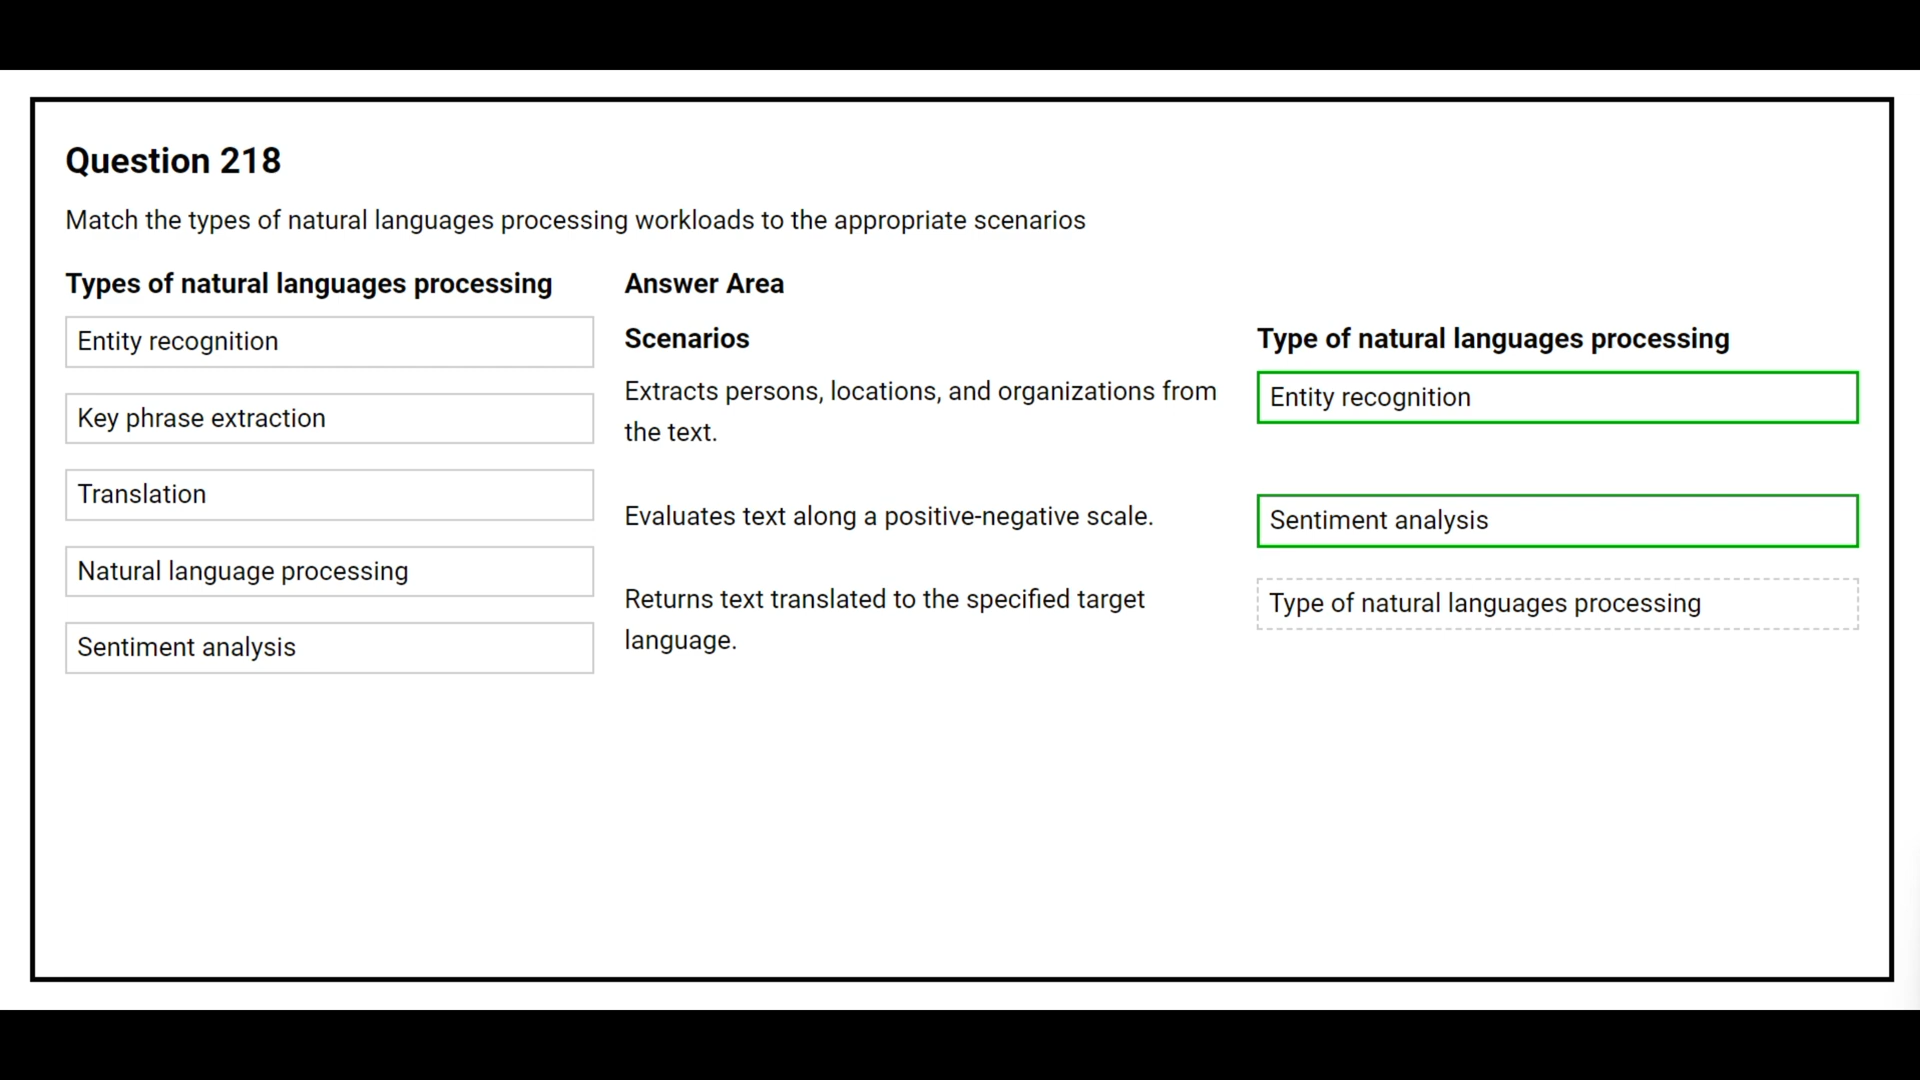 Question 218
Match the types of natural languages processing workloads to the appropriate scenarios
Types of natural languages processing
Entity recognition
Key phrase extraction
Translation
Natural language processing
Sentiment analysis
Answer Area
Scenarios
Extracts persons, locations, and organizations from
the text.
Evaluates text along a positive-negative scale.
Returns text translated to the specified target
language.
Type of natural languages processing
Entity recognition
Sentiment analysis
Type of natural languages processing